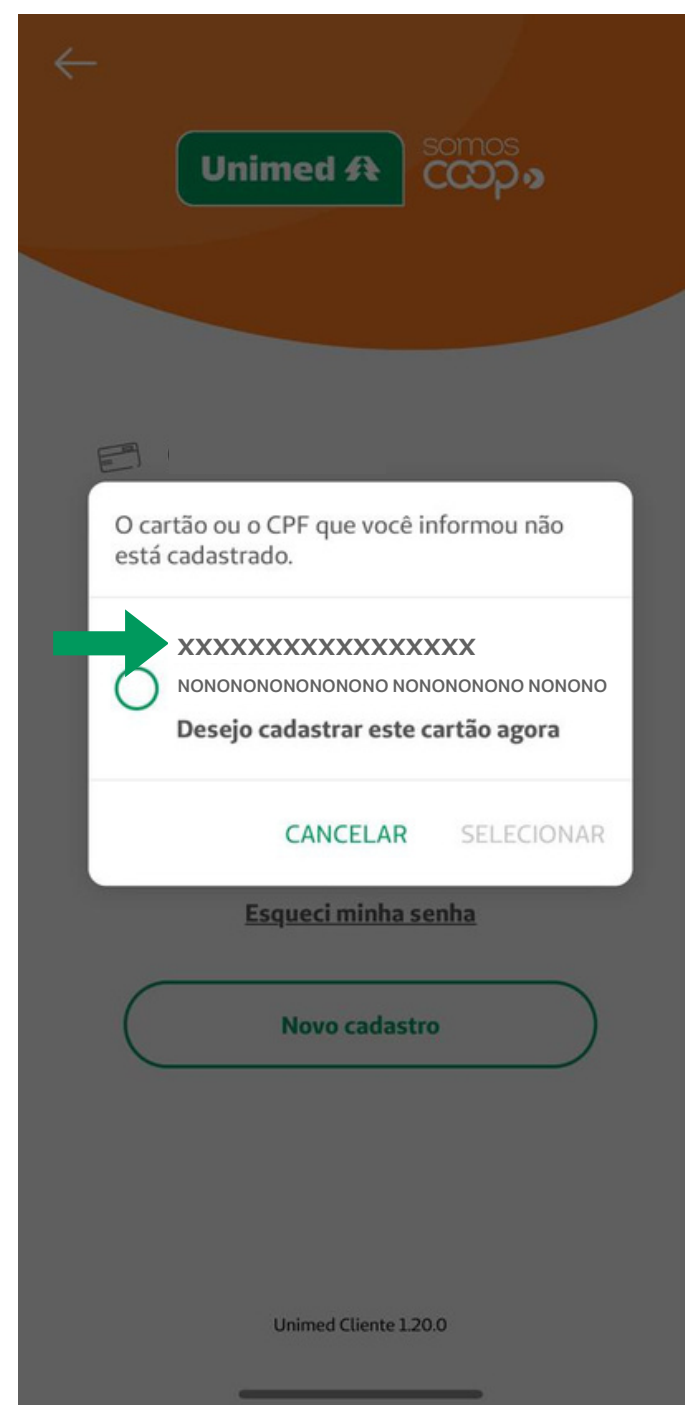 Unimed
somos
coop
O cartão ou o CPF que você informou não
está cadastrado.
XXXXXXXXXXXXXXXXX
NONONONONONONONO NONONONONO NONONO
Desejo cadastrar este cartão agora
CANCELAR SELECIONAR
Esqueci minha senha
Novo cadastro
Unimed Cliente 1.20.0